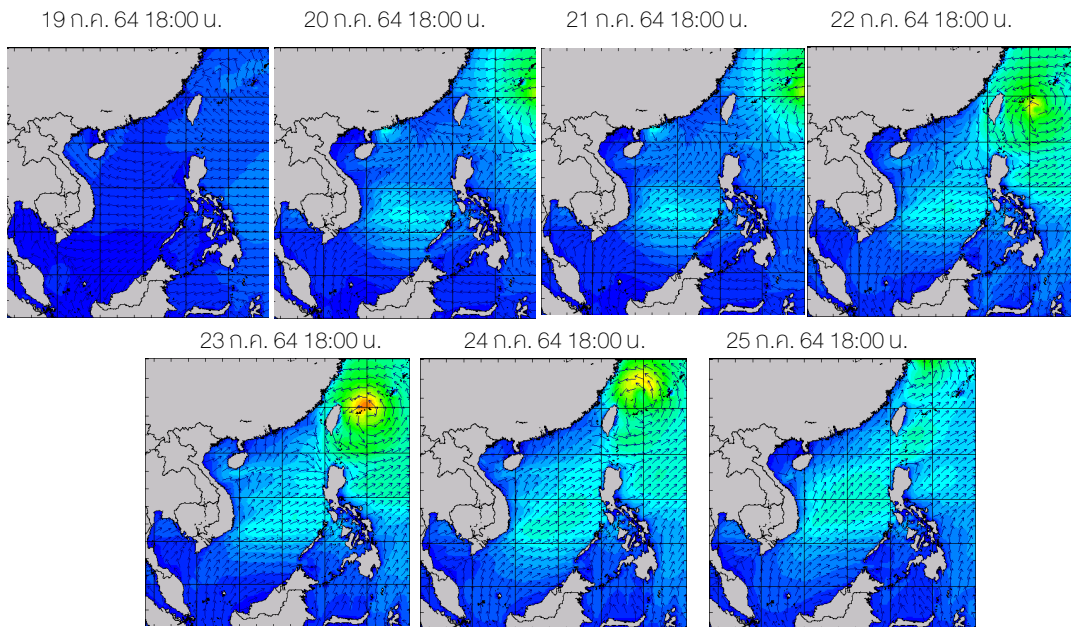 19 ก.ค. 64 18:00 น.
20 ก.ค. 64 18:00 น.
21 ก.ค. 64 18:00 น.
22 ก.ค. 64 18:00 น.
23 ก.ค. 64 18:00 น.
24 ก.ค. 64 18:00 น.
25 ก.ค. 64 18:00 น.